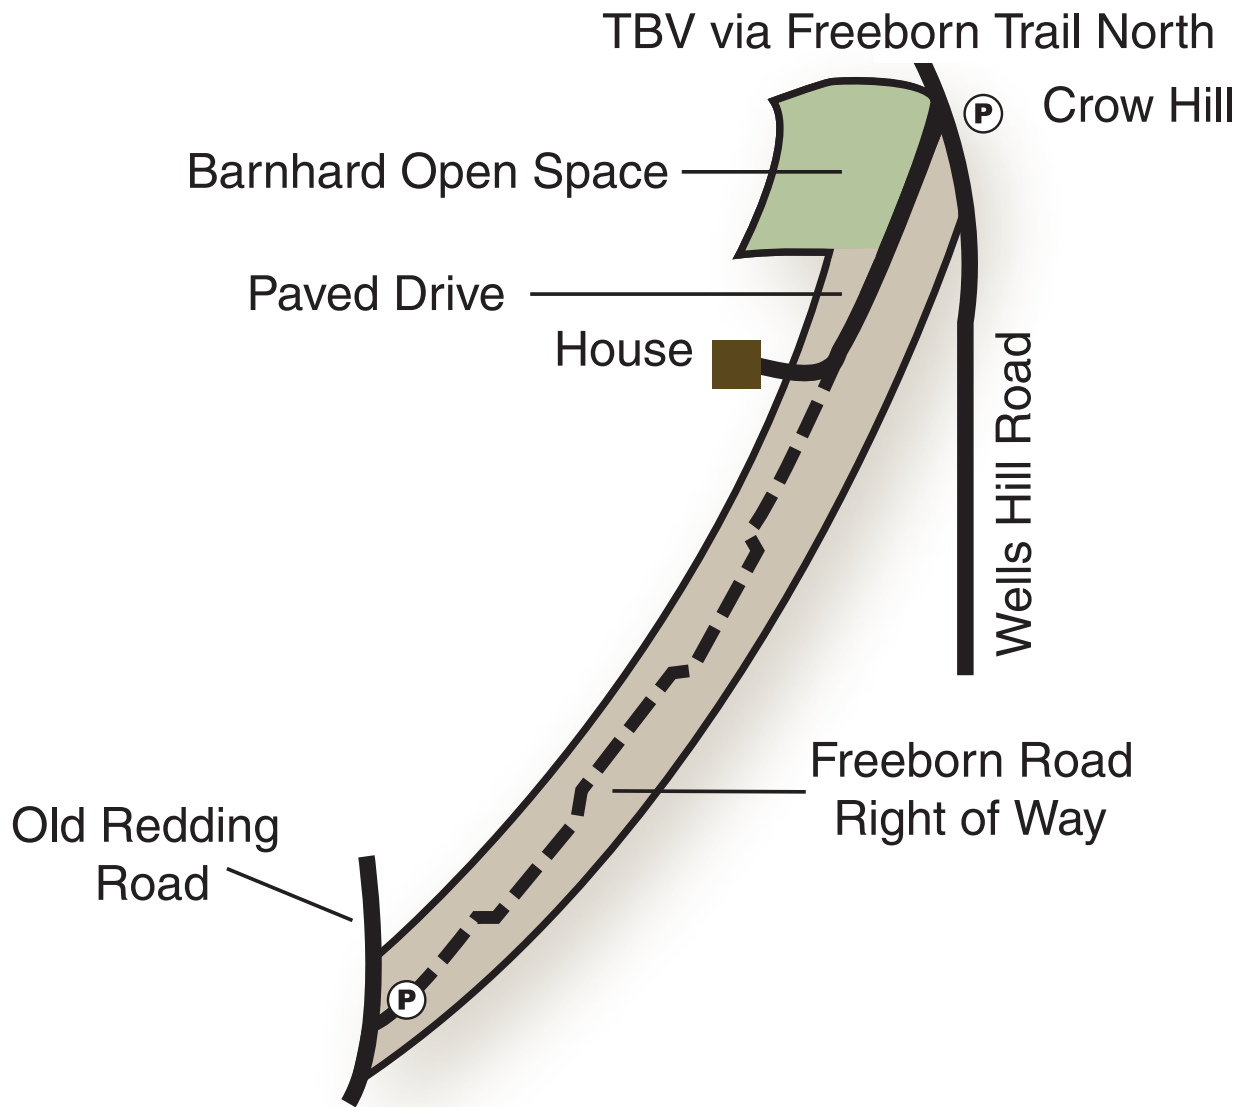 TBV via Freeborn Trail North
P
Crow Hill
Barnhard Open Space
Paved Drive
House
Wells Hill Road
Freeborn Road
Right of Way
Old Redding
Road
P